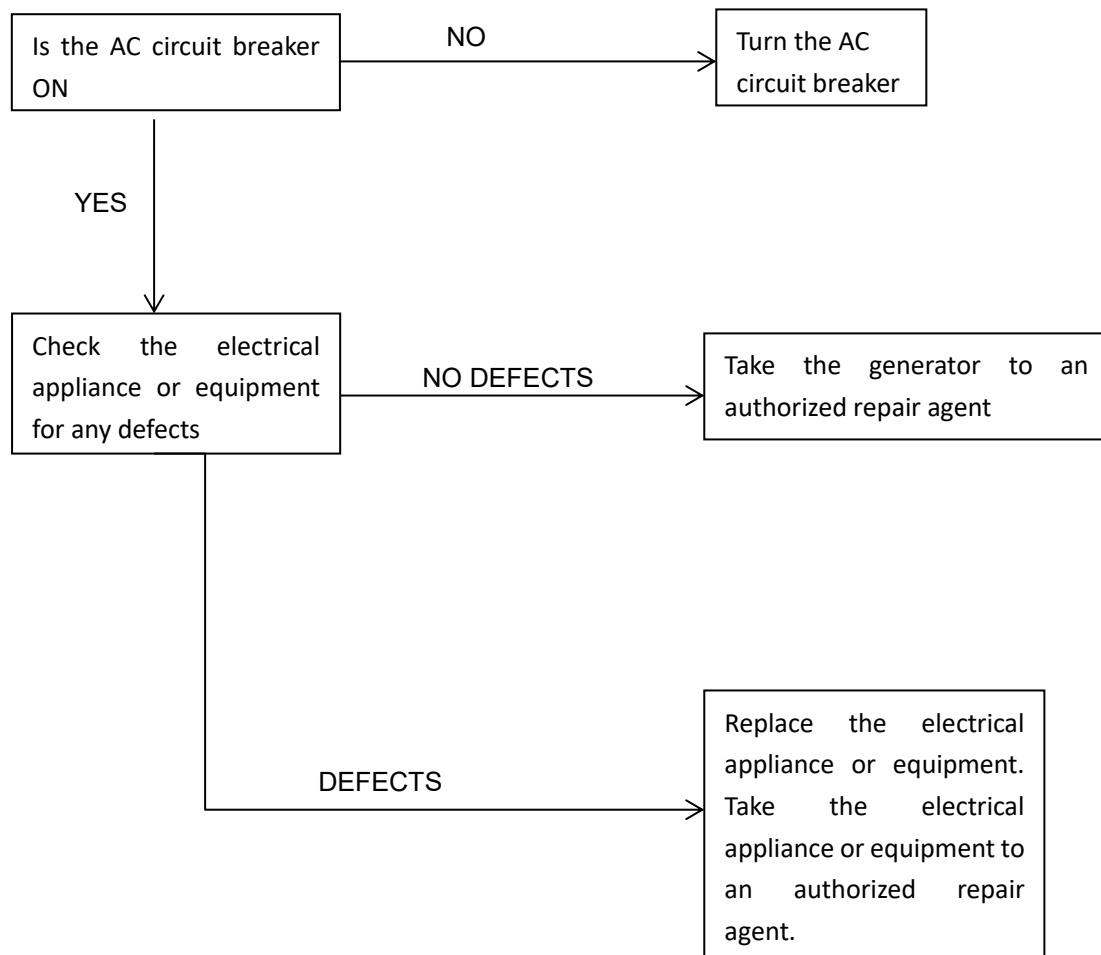 Is the AC circuit breaker
ON
NO
Turn the AC
circuit breaker
YES
Check the electrical
appliance or equipment
for any defects
NO DEFECTS
Take the generator to an
authorized repair agent
DEFECTS
Replace the electrical
appliance or equipment.
Take the electrical
appliance or equipment to
an authorized repair
agent.